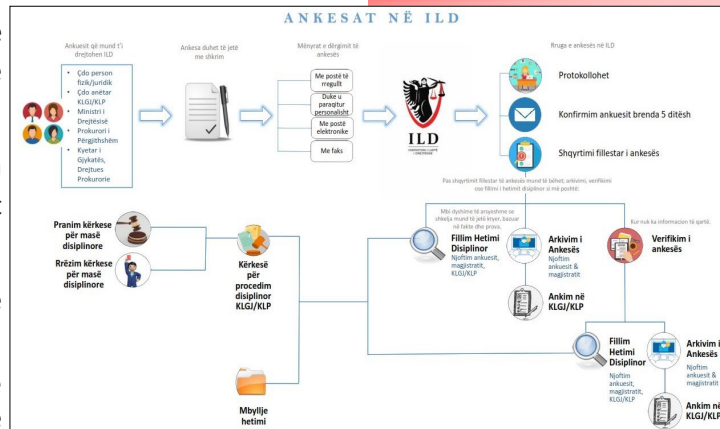 ANKESAT NË ILD
Ankuesit që mund t'i
drejtohen ILD
• Çdo person
fizik/juridik
• Çdo anëtar
KLGJ/KLP
• Ministri i
Drejtësisë
• Prokurori i
Përgjithshëm
• Kyetar i
Gjykatës,
Drejtues
Prokurorie
Ankesa duhet të jetë
me shkrim
Mënyrat e dërgimit të
ankesës
Me postë të
rregullt
Duke u
paraqitur
personalisht
Me postë
elektronike
Me faks
ILD
Rruga e ankesës në ILD
Protokollohet
Konfirmim ankuesit brenda 5 ditësh
Shqyrtimi fillestar i ankesës
Pas shqyrtimit fillestar të ankesës mund të bëhet; arkivimi, verifikimi
ose fillimi i hetimit disiplinor si më poshtë.
Mbi dyshime të arsyeshme se
shkelja mund të jetë kryer, bazuar
në fakte dhe prova.
Fillim Hetimi
Disiplinor
Njoftim ankuesit,
magjistratit,
KLGJ/KLP
Arkivimi i
Ankesës
Njoftim
ankuesit &
magjistratit
Ankim në
KLGJ/KLP
Kur nuk ka informacion të qartë.
Verifikim i
ankesës
Pranim kërkese
për masë
disiplinore
Rrëzim kërkese
për masë
disiplinore
Kërkesë
për
procedim
disiplinor
KLGJ/KLP
Mbyllje
hetimi
Fillim
Hetimi
Disiplinor
Njoftim
ankuesit,
magjistratit,
KLGJ/KLP
Arkivimi i
Ankesës
Njoftim
ankuesit &
magjistratit
Ankim në
KLGJ/KLP